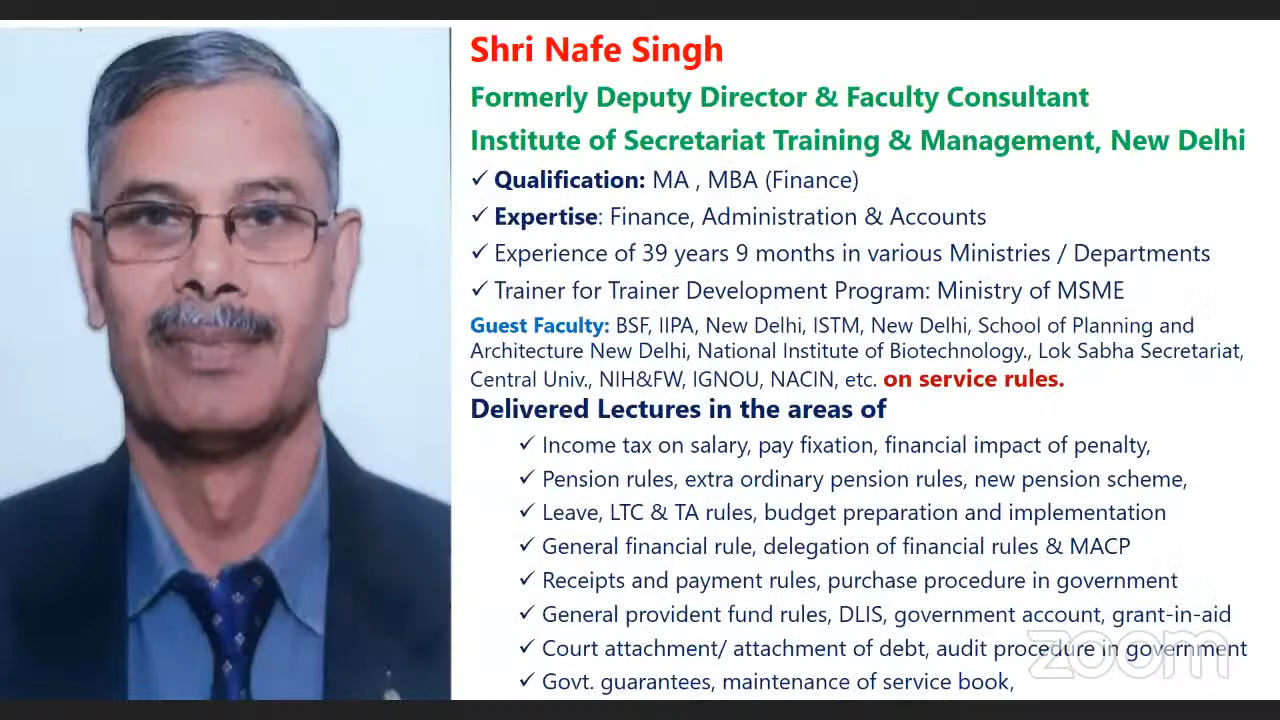 Shri Nafe Singh
Formerly Deputy Director & Faculty Consultant
Institute of Secretariat Training & Management, New Delhi
✓ Qualification: MA , MBA (Finance)
✓ Expertise: Finance, Administration & Accounts
✓ Experience of 39 years 9 months in various Ministries / Departments
✓ Trainer for Trainer Development Program: Ministry of MSME
Guest Faculty: BSF, IIPA, New Delhi, ISTM, New Delhi, School of Planning and
Architecture New Delhi, National Institute of Biotechnology., Lok Sabha Secretariat,
Central Univ., NIH&FW, IGNOU, NACIN, etc. on service rules.
Delivered Lectures in the areas of
✓ Income tax on salary, pay fixation, financial impact of penalty,
✓ Pension rules, extra ordinary pension rules, new pension scheme,
✓ Leave, LTC & TA rules, budget preparation and implementation
✓ General financial rule, delegation of financial rules & MACP
✓ Receipts and payment rules, purchase procedure in government
✓ General provident fund rules, DLIS, government account, grant-in-aid
✓ Court attachment/ attachment of debt, audit procedure in government
✓ Govt. guarantees, maintenance of service book,
zoom